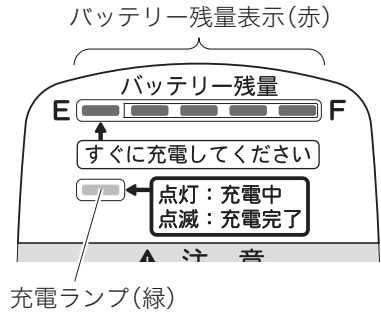 バッテリー残量表示(赤)
バッテリー残量
E F
すぐに充電してください
点灯：充電中
点滅：充電完了
注 意
充電ランプ(緑)